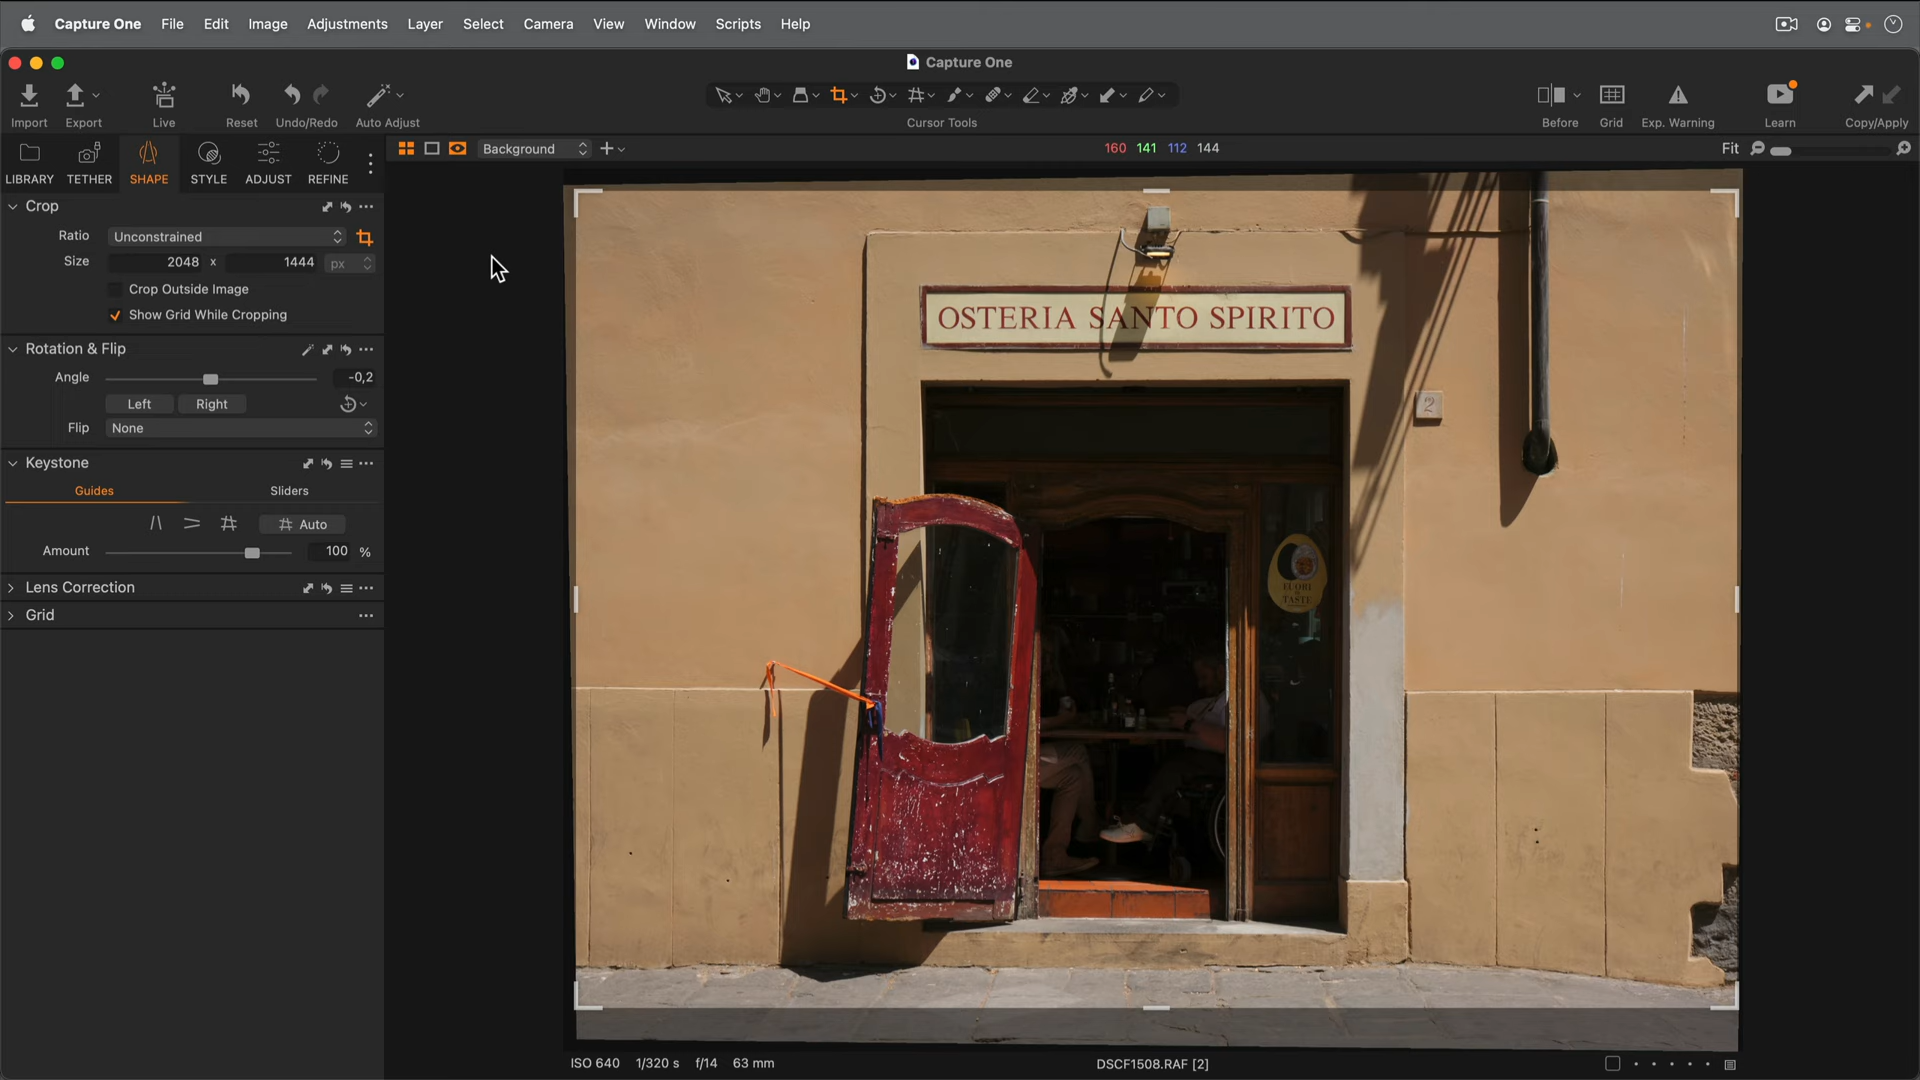 Capture One File Edit Image Adjustments Layer Select Camera View Window Scripts Help
Capture One
Import Export Live Reset Undo/Redo Auto Adjust Cursor Tools Before Grid Exp. Warning Learn Copy/Apply
LIBRARY TETHER SHAPE STYLE ADJUST REFINE
Background
160 141 112 144
Fit
Crop
Ratio Unconstrained
Size 2048 x 1444 px
Crop Outside Image
Show Grid While Cropping
Rotation & Flip
Angle -0,2
Left Right
Flip None
Keystone
Guides Sliders
Auto
Amount 100 %
Lens Correction
Grid
OSTERIA SANTO SPIRITO
2
FUORI
TASTE
ISO 640 1/320 s f/14 63 mm
DSCF1508.RAF [2]